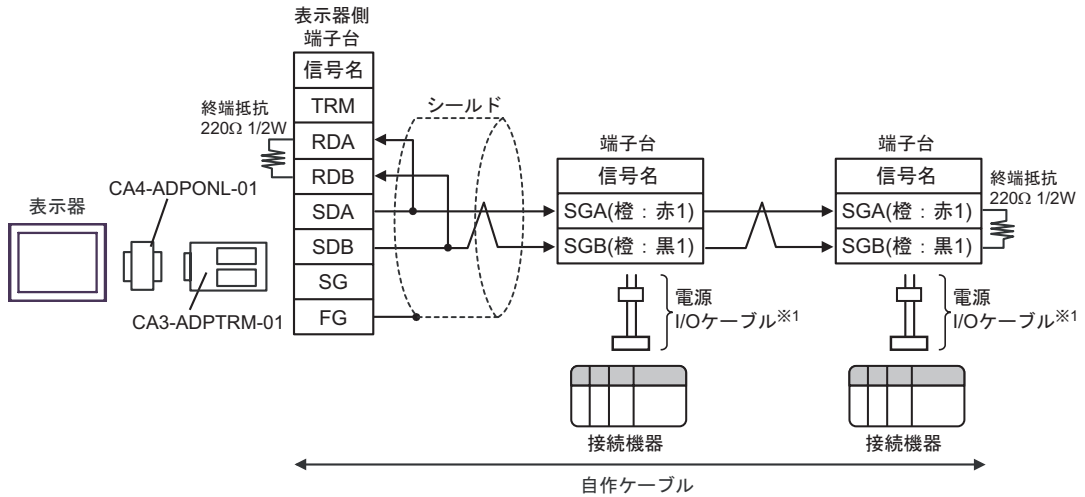 表示器側
端子台
信号名
TRM
RDA
RDB
SDA
SDB
SG
FG
終端抵抗
220Ω 1/2W
シールド
CA4-ADPONL-01
表示器
CA3-ADPTRM-01
端子台
信号名
SGA(橙：赤1)
SGB(橙：黒1)
電源
I/Oケーブル※1
接続機器
端子台
信号名
SGA(橙：赤1)
SGB(橙：黒1)
終端抵抗
220Ω 1/2W
電源
I/Oケーブル※1
接続機器
自作ケーブル